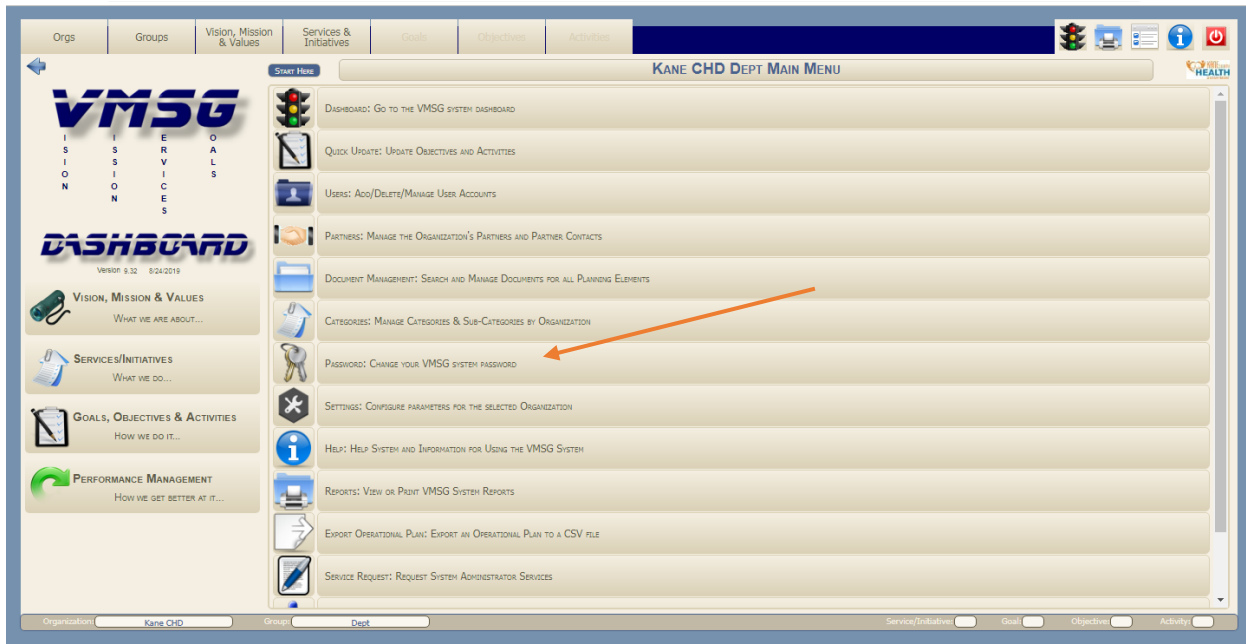 Orgs
Groups
Vision, Mission
& Values
Services &
Initiatives
Goals
Objectives
Activities
START HERE
KANE CHD DEPT MAIN MENU
KANE
HEALTH
VMSG
ISION
ISSION
ERVICES
OALS
DASHBOARD
Version 9.32 8/24/2019
VISION, MISSION & VALUES
WHAT WE ARE ABOUT...
SERVICES/INITIATIVES
WHAT WE DO...
GOALS, OBJECTIVES & ACTIVITIES
HOW WE DO IT...
PERFORMANCE MANAGEMENT
HOW WE GET BETTER AT IT...
DASHBOARD: GO TO THE VMSG SYSTEM DASHBOARD
QUICK UPDATE: UPDATE OBJECTIVES AND ACTIVITIES
USERS: ADD/DELETE/MANAGE USER ACCOUNTS
PARTNERS: MANAGE THE ORGANIZATION'S PARTNERS AND PARTNER CONTACTS
DOCUMENT MANAGEMENT: SEARCH AND MANAGE DOCUMENTS FOR ALL PLANNING ELEMENTS
CATEGORIES: MANAGE CATEGORIES & SUB-CATEGORIES BY ORGANIZATION
PASSWORD: CHANGE YOUR VMSG SYSTEM PASSWORD
SETTINGS: CONFIGURE PARAMETERS FOR THE SELECTED ORGANIZATION
HELP: HELP SYSTEM AND INFORMATION FOR USING THE VMSG SYSTEM
REPORTS: VIEW OR PRINT VMSG SYSTEM REPORTS
EXPORT OPERATIONAL PLAN: EXPORT AN OPERATIONAL PLAN TO A CSV FILE
SERVICE REQUEST: REQUEST SYSTEM ADMINISTRATOR SERVICES
Organization: Kane CHD Group: Dept Service/Initiative: Goal: Objective: Activity: